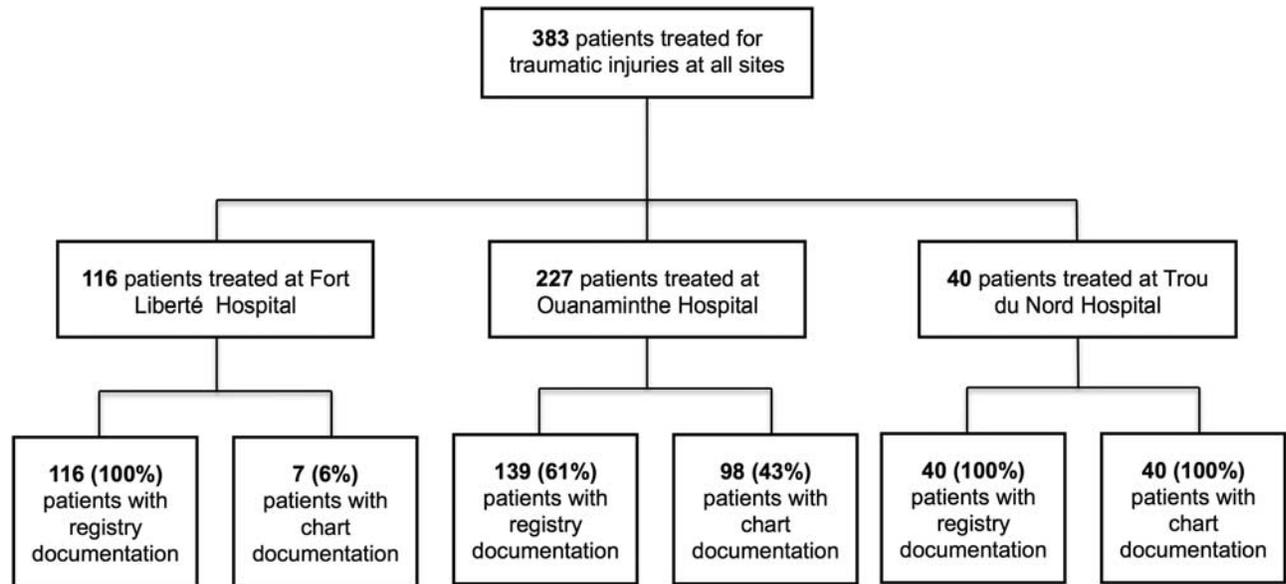 383 patients treated for
traumatic injuries at all sites
116 patients treated at Fort
Liberté Hospital
227 patients treated at
Ouanaminthe Hospital
40 patients treated at Trou
du Nord Hospital
116 (100%)
patients with
registry
documentation
7 (6%)
patients with
chart
documentation
139 (61%)
patients with
registry
documentation
98 (43%)
patients with
chart
documentation
40 (100%)
patients with
registry
documentation
40 (100%)
patients with
chart
documentation